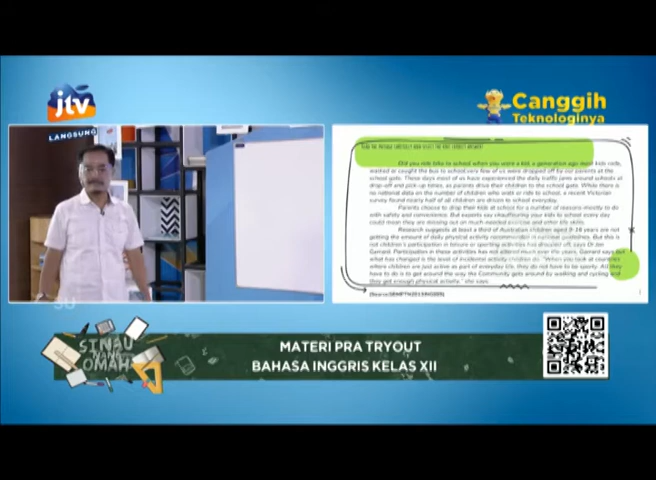 jtv
LANGSUNG
Canggih
Teknologinya
READ THE PASSAGE CAREFULLY AND SELECT THE ONE CORRECT ANSWER!
Did you ride bike to school when you were a kid, a generation ago most kids rode,
walked or caught the bus to school; very few of us were dropped off by our parents at the
school gate. These days most of us have experienced the daily traffic jams around schools at
drop-off and pick-up times, as parents drive their children to the school gate. While there is
no national data on the number of children who walk or ride to school, a recent Victorian
survey found nearly half of all children are driven to school everyday.
Parents choose to drop their kids at school for a number of reasons-mostly to do
with safety and convenience. But experts say chauffeuring your kids to school every day
could mean they are missing out on much-needed exercise and other life skills.
Research suggests at least a third of Australian children aged 9-16 years are not
getting the amount of daily physical activity recommended in national guidelines. But this is
not children's participation in leisure or sporting activities has dropped off, says Dr Jan
Garrard. Participation in these activities has not altered much over the years, Garrard says but
what has changed is the level of incidental activity children do. "When you look at countries
where children are just active as part of everyday life, they do not have to be sporty. All they
have to do is to get around the way the Community gets around by walking and cycling and
they get enough physical activity." she says.
SINAU
NANG
OMAH
MATERI PRA TRYOUT
BAHASA INGGRIS KELAS XII